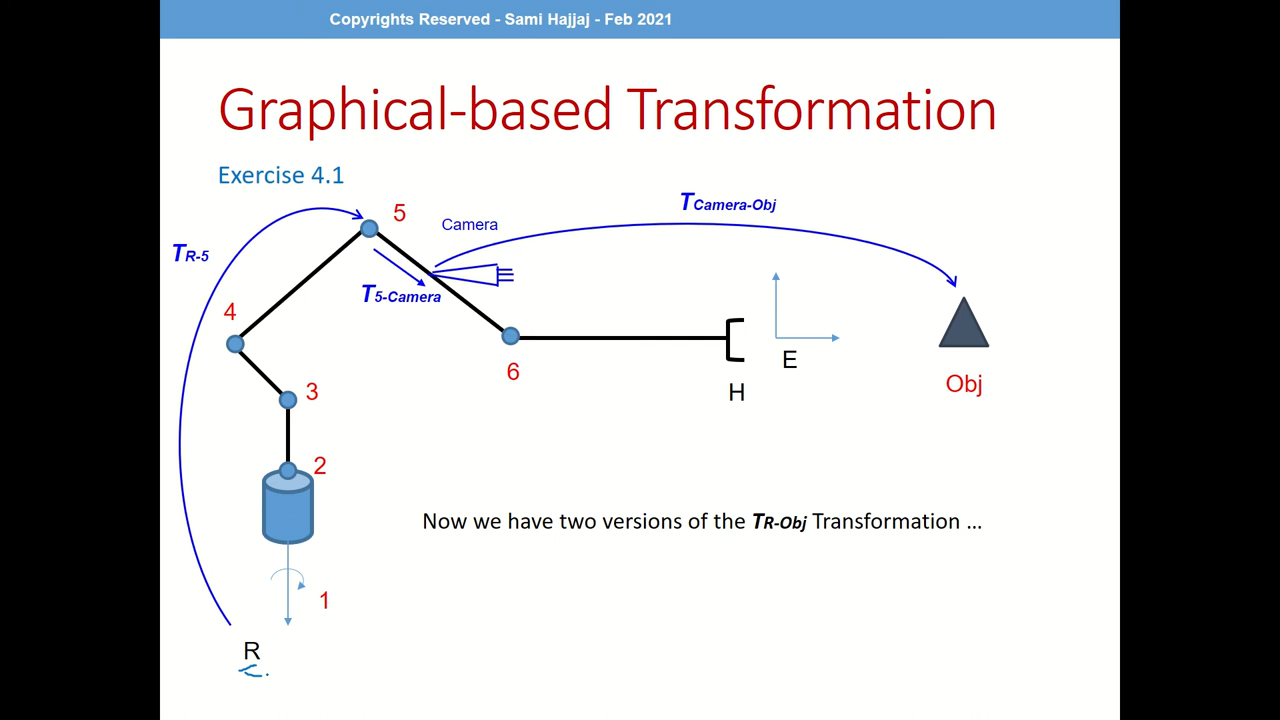 Copyrights Reserved - Sami Hajjaj - Feb 2021
Graphical-based Transformation
Exercise 4.1
TCamera-Obj
5
Camera
TR-5
T5-Camera
4
E
6
Obj
3
H
2
Now we have two versions of the TR-Obj Transformation ...
1
R